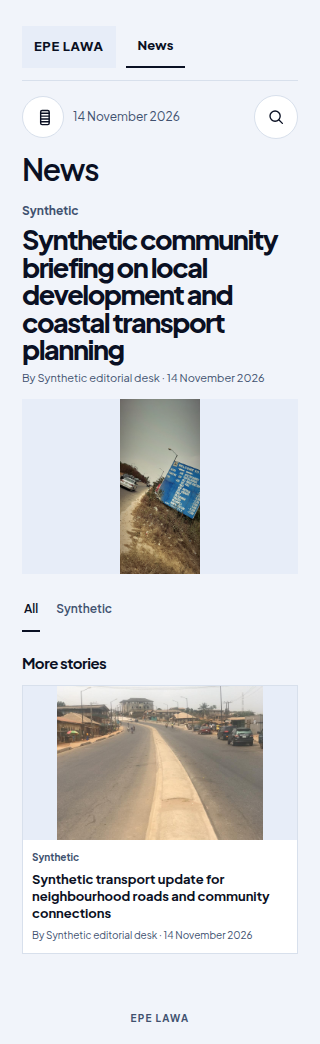 EPE LAWA
News
14 November 2026
News
Synthetic
Synthetic community
briefing on local
development and
coastal transport
planning
By Synthetic editorial desk · 14 November 2026
All
Synthetic
More stories
Synthetic
Synthetic transport update for
neighbourhood roads and community
connections
By Synthetic editorial desk · 14 November 2026
EPE LAWA